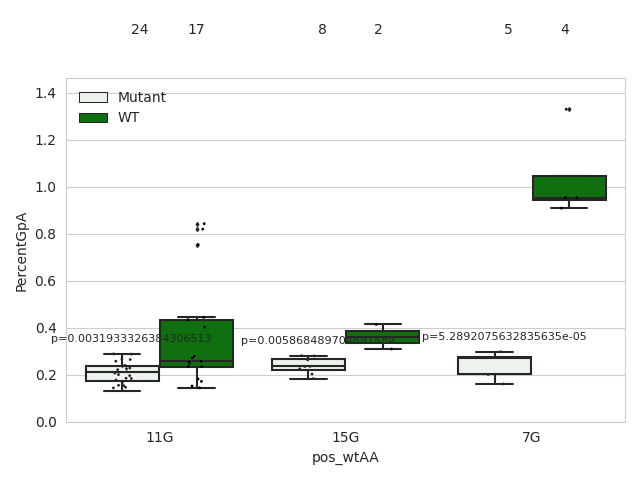 24 17 8 2 5 4
1.4
1.2
1.0
0.8
0.6
0.4
0.2
0.0
PercentGpA
Mutant
WT
p=0.0031933326384306513
p=5.2892075632835635e-05
11G 15G 7G
pos_wtAA